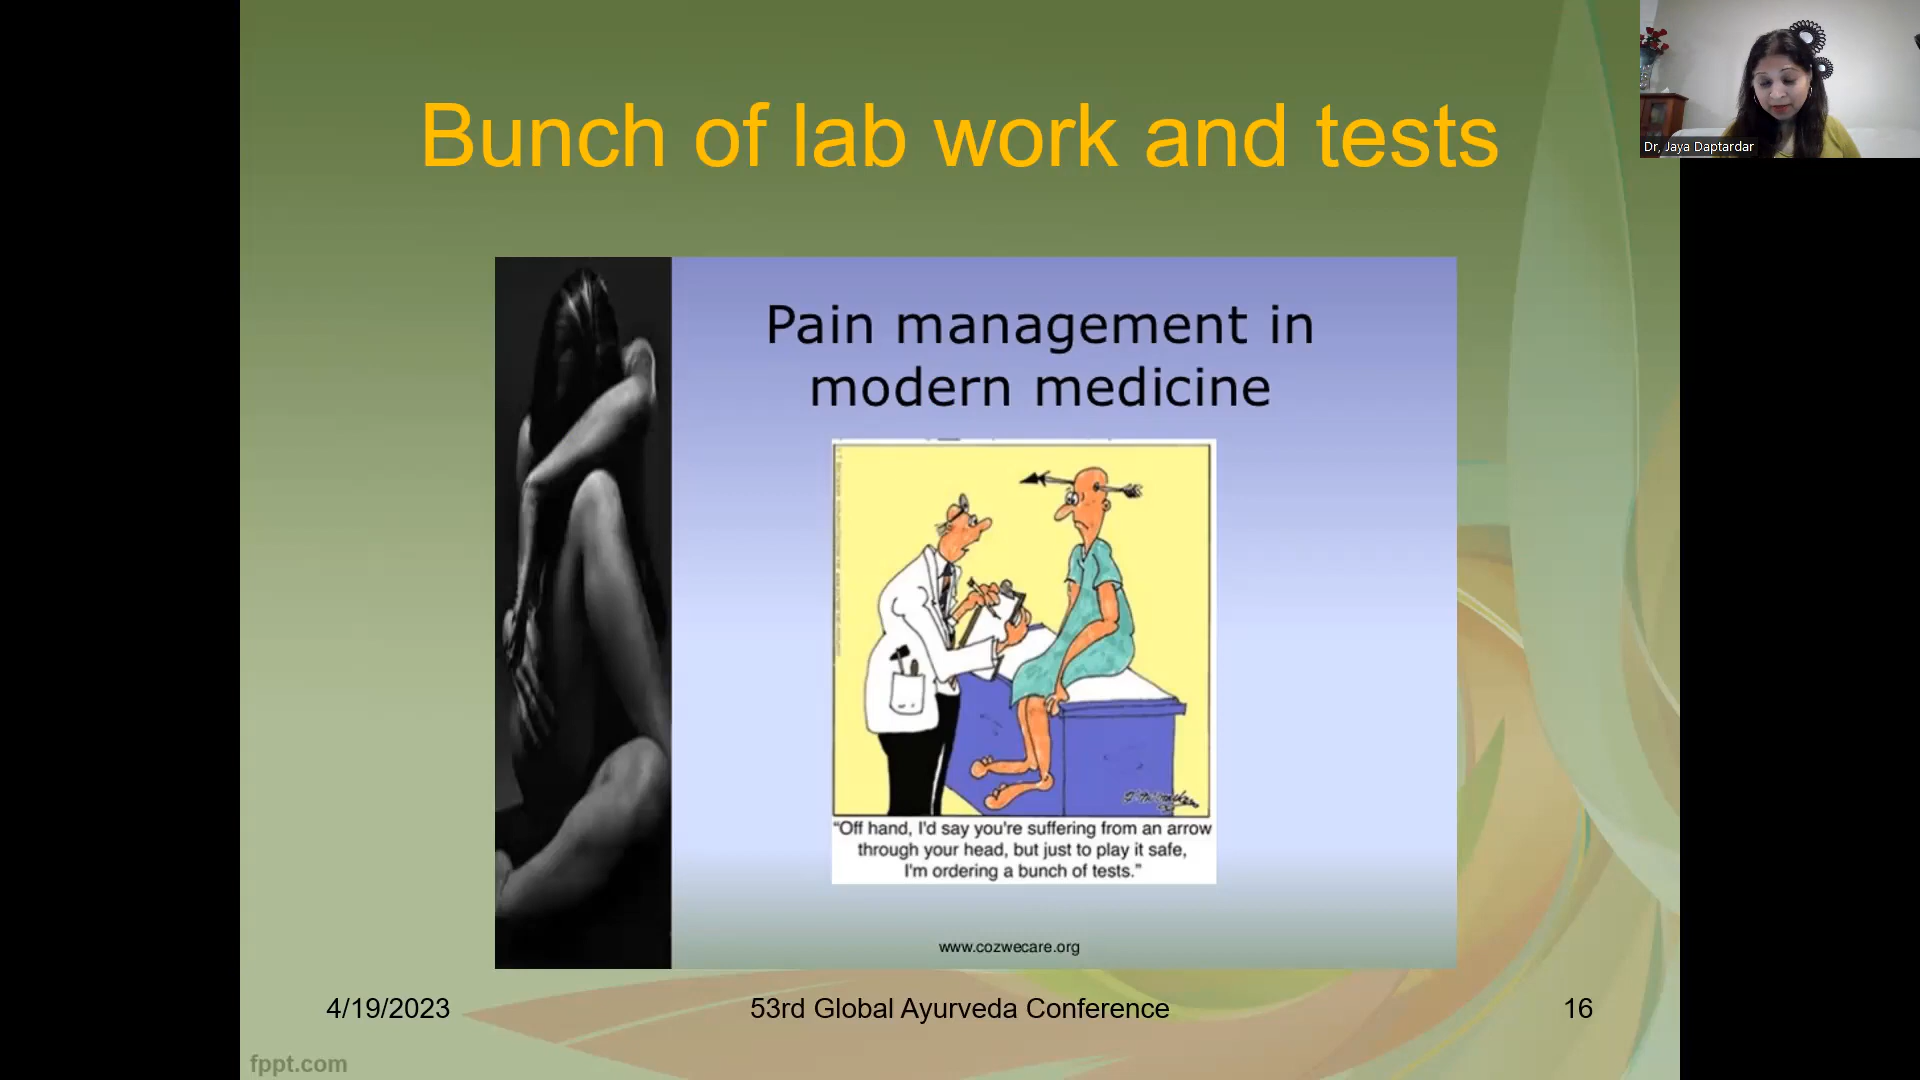 Bunch of lab work and tests
Dr, Jaya Daptardar
Pain management in
modern medicine
"Off hand, I'd say you're suffering from an arrow
through your head, but just to play it safe,
I'm ordering a bunch of tests."
www.cozwecare.org
4/19/2023
53rd Global Ayurveda Conference
16
fppt.com